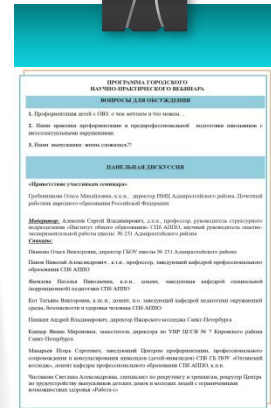 ПРОГРАММА ГОРОДСКОГО
НАУЧНО-ПРАКТИЧЕСКОГО ВЕБИНАРА
ВОПРОСЫ ДЛЯ ОБСУЖДЕНИЯ
1. Профориентация детей с ОВЗ: о чем мечтаем и что можем…
2. Наши практики профориентации и предпрофессиональной подготовки школьников с
интеллектуальными нарушениями
3. Наши выпускники: жизнь сложилась?!
ПАНЕЛЬНАЯ ДИСКУССИЯ
«Приветствие участникам семинара»
Гребенникова Ольга Михайловна, к.п.н., директор ИМЦ Адмиралтейского района, Почетный
работник народного образования Российской Федерации
Модератор: Алексеев Сергей Владимирович, д.п.н., профессор, руководитель структурного
подразделения «Институт общего образования» СПб АППО, научный руководитель опытно-
экспериментальной работы школы № 231 Адмиралтейского района
Спикеры:
Иванова Ольга Викторовна, директор ГБОУ школы № 231 Адмиралтейского района
Панов Николай Александрович, к.т.н., профессор, заведующий кафедрой профессионального
образования СПб АППО
Яковлева Наталья Николаевна, к.п.н., доцент, заведующая кафедрой специальной
(коррекционной) педагогики СПб АППО
Кот Татьяна Викторовна, к.п.н., доцент, и.о. заведующей кафедрой педагогики окружающей
среды, безопасности и здоровья человека СПб АППО
Андрей Владимирович, директор Ижорского колледжа Санкт-Петербурга
Мироновна, заместитель директора по УВР ЦССВ № 7 Кировского района
Санкт-Петербурга
Макарьев Игорь Сергеевич, заведующий Центром профориентации, профессионального
сопровождения и консультирования инвалидов (детей-инвалидов) СПб ГБ ПОУ «Охтинский
колледж», доцент кафедры профессионального образования СПб АППО, к.п.н.
Чистякова Светлана Александровна, специалист по рекрутингу и тренингам, рекрутер Центра
по трудоустройству выпускников детских домов и молодых людей с ограниченными
возможностями здоровья «Работа-i»